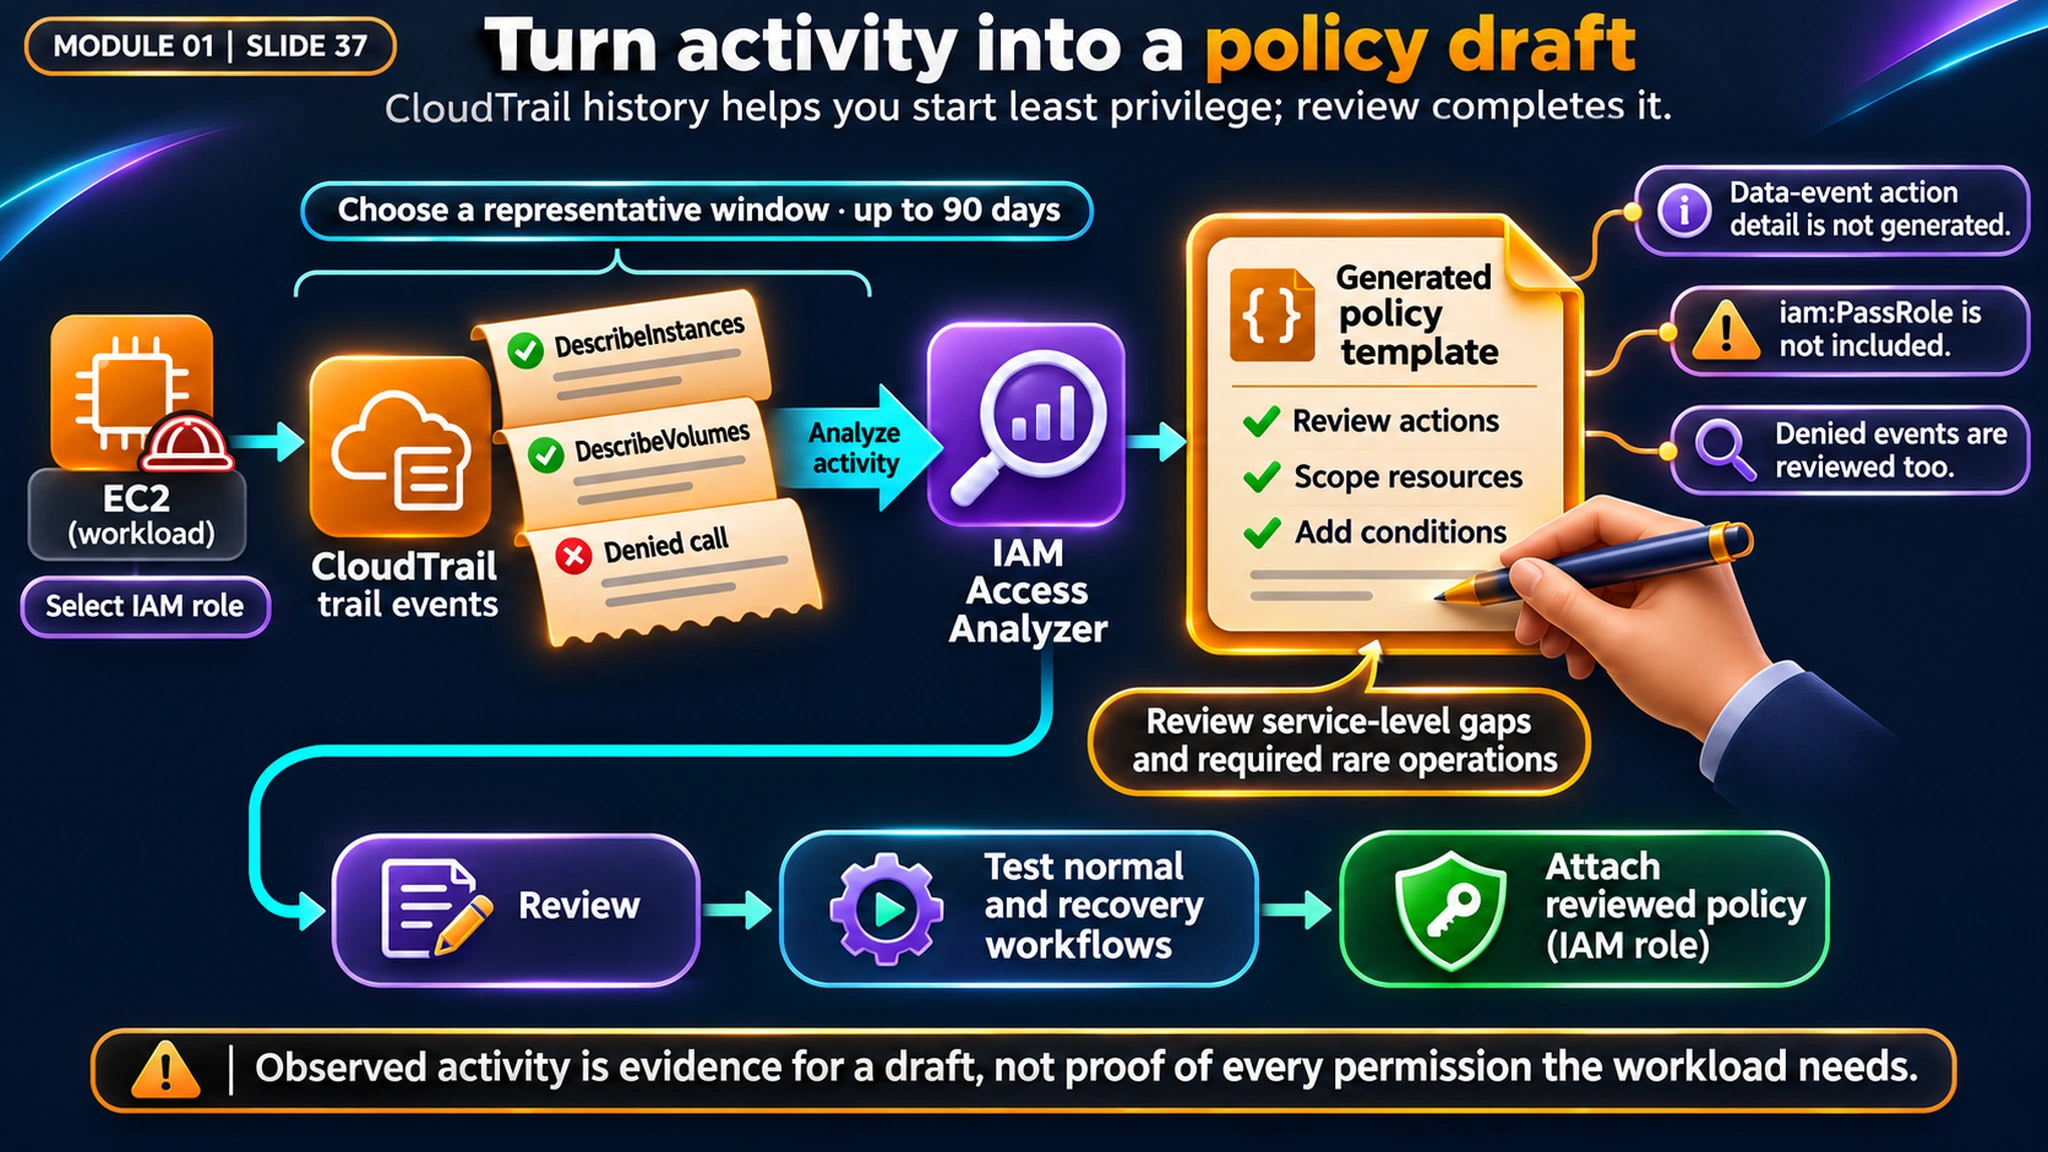 MODULE 01 | SLIDE 37
Turn activity into a policy draft
CloudTrail history helps you start least privilege; review completes it.
Choose a representative window · up to 90 days
EC2
(workload)
Select IAM role
CloudTrail
trail events
DescribeInstances
DescribeVolumes
Denied call
Analyze
activity
IAM
Access
Analyzer
Generated
policy
template
Review actions
Scope resources
Add conditions
Data-event action
detail is not generated.
iam:PassRole is
not included.
Denied events are
reviewed too.
Review service-level gaps
and required rare operations
Review
Test normal
and recovery
workflows
Attach
reviewed policy
(IAM role)
Observed activity is evidence for a draft, not proof of every permission the workload needs.